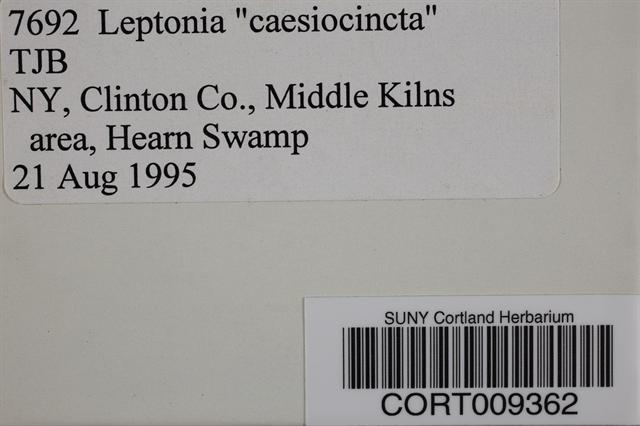 7692 Leptonia "caesiocincta"
TJB
NY, Clinton Co., Middle Kilns
area, Hearn Swamp
21 Aug 1995
SUNY Cortland Herbarium
CORT009362